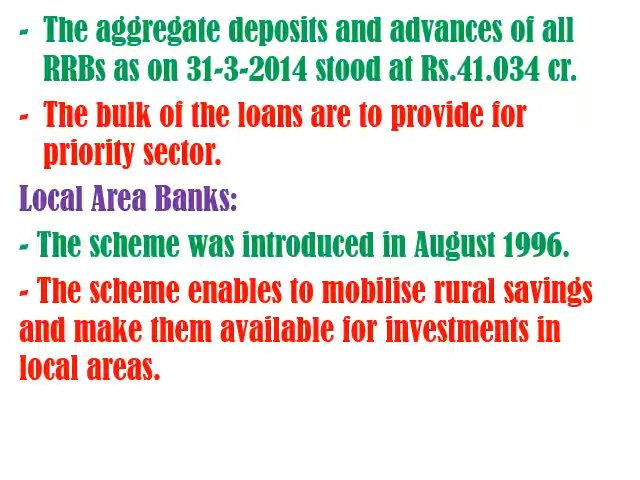 - The aggregate deposits and advances of all
RRBs as on 31-3-2014 stood at Rs.41.034 cr.
- The bulk of the loans are to provide for
priority sector.
Local Area Banks:
- The scheme was introduced in August 1996.
- The scheme enables to mobilise rural savings
and make them available for investments in
local areas.